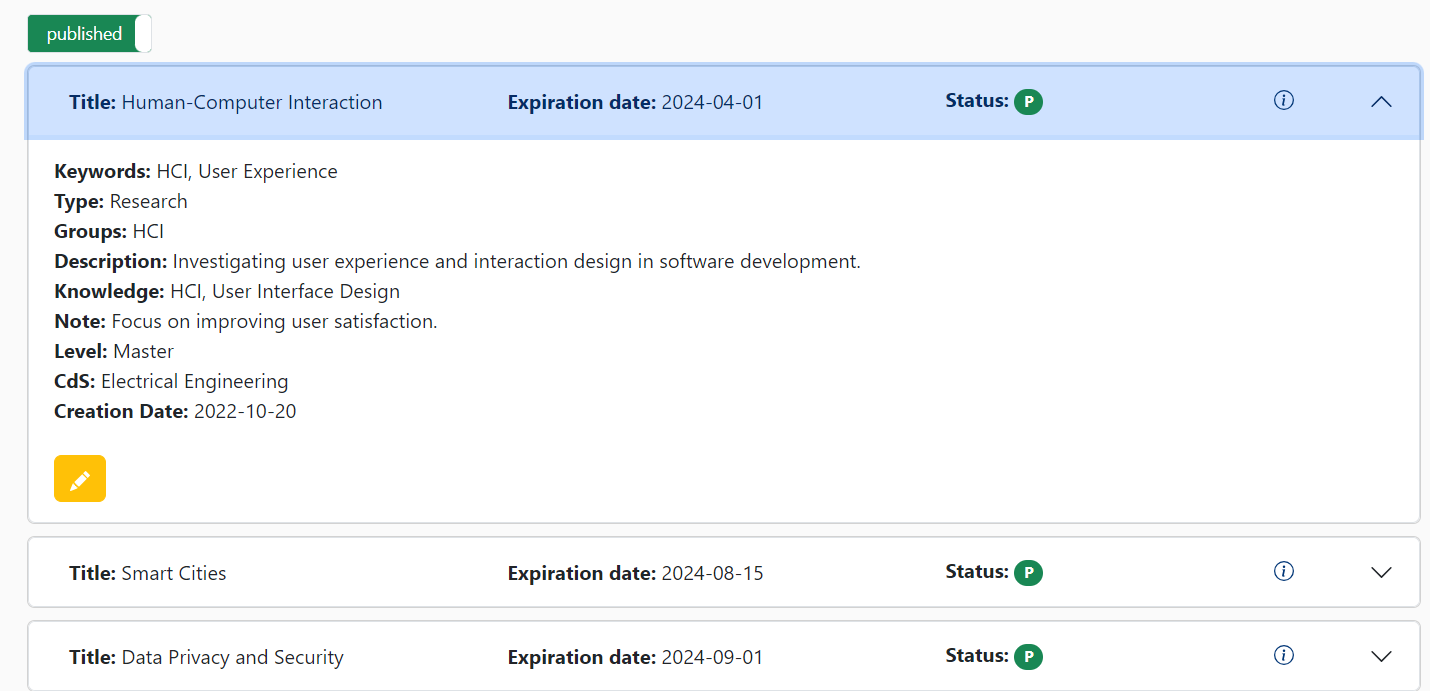 published
Title: Human-Computer Interaction Expiration date: 2024-04-01 Status: P
Keywords: HCI, User Experience
Type: Research
Groups: HCI
Description: Investigating user experience and interaction design in software development.
Knowledge: HCI, User Interface Design
Note: Focus on improving user satisfaction.
Level: Master
CdS: Electrical Engineering
Creation Date: 2022-10-20
Title: Smart Cities Expiration date: 2024-08-15 Status: P
Title: Data Privacy and Security Expiration date: 2024-09-01 Status: P